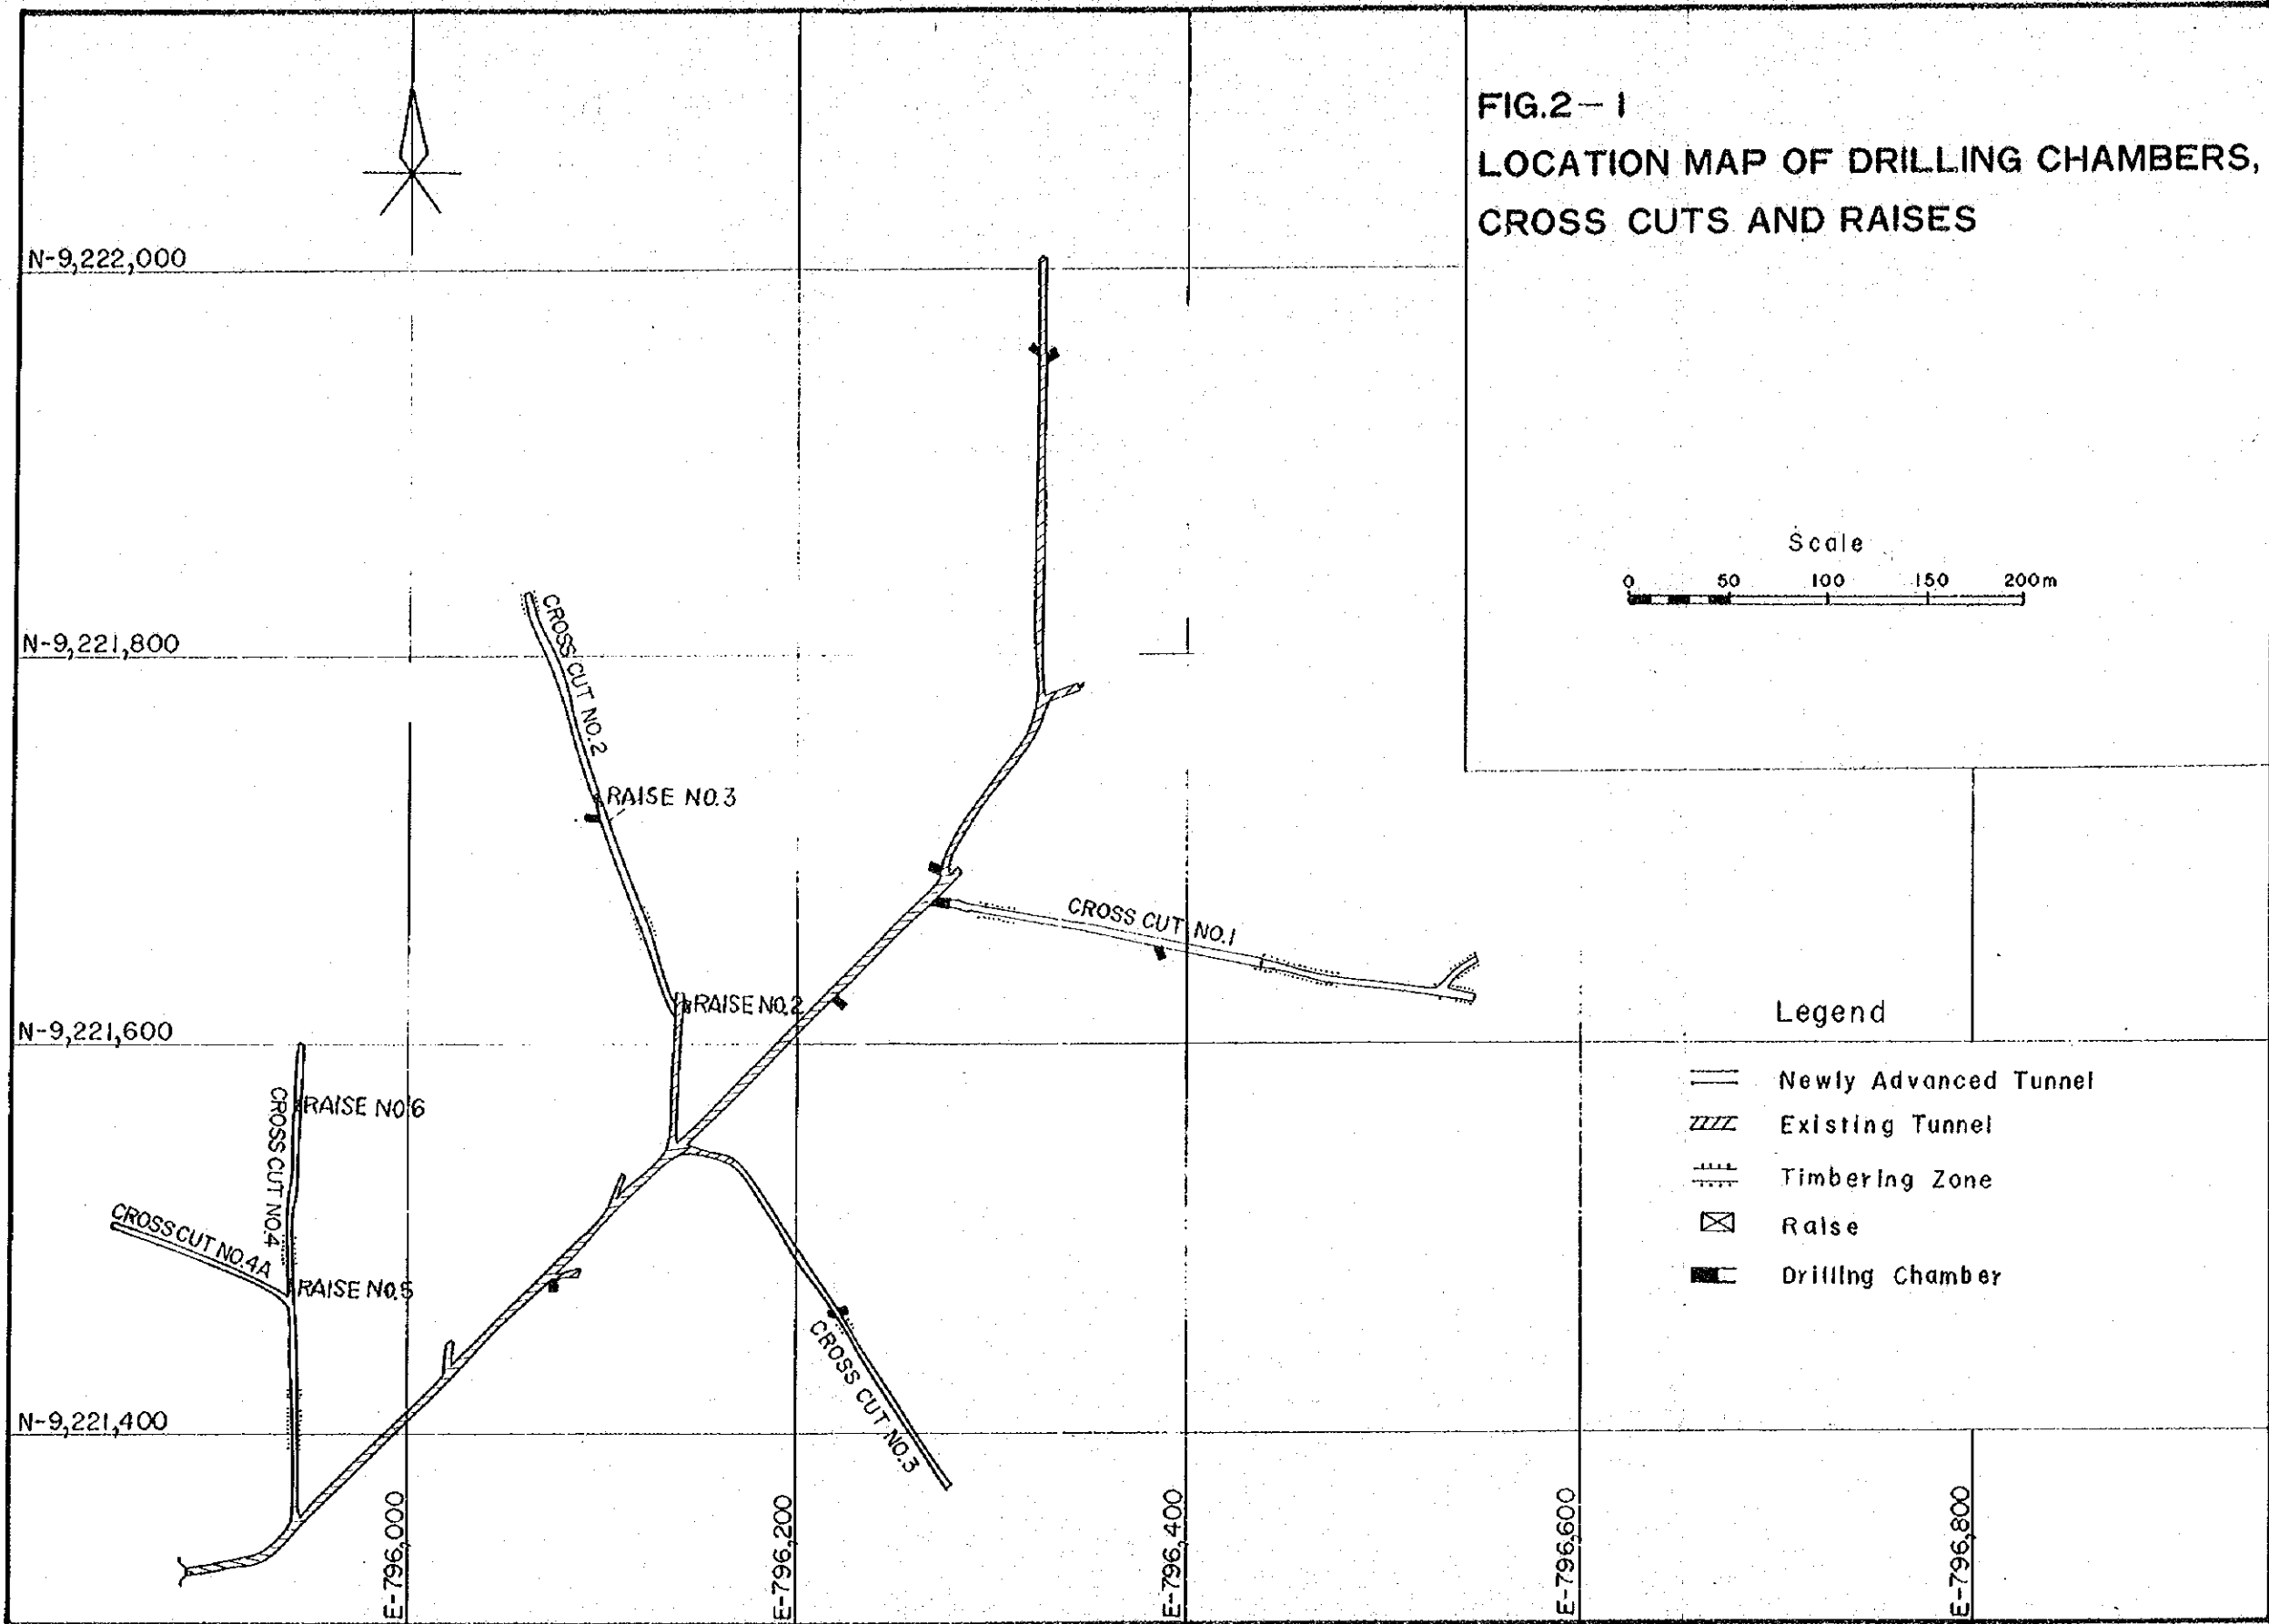 FIG.2-1
LOCATION MAP OF DRILLING CHAMBERS,
CROSS CUTS AND RAISES
N-9,222,000
Scale
0 50 100 150 200m
CROSS CUT NO.2
N-9,221,800
RAISE NO.3
CROSS CUT NO.1
RAISE NO.2
N-9,221,600
Legend
Newly Advanced Tunnel
Existing Tunnel
Timbering Zone
Raise
Drilling Chamber
CROSS CUT NO.4
RAISE NO.6
CROSS CUT NO.4A
RAISE NO.5
CROSS CUT NO.3
N-9,221,400
E-796,000
E-796,200
E-796,400
E-796,600
E-796,800